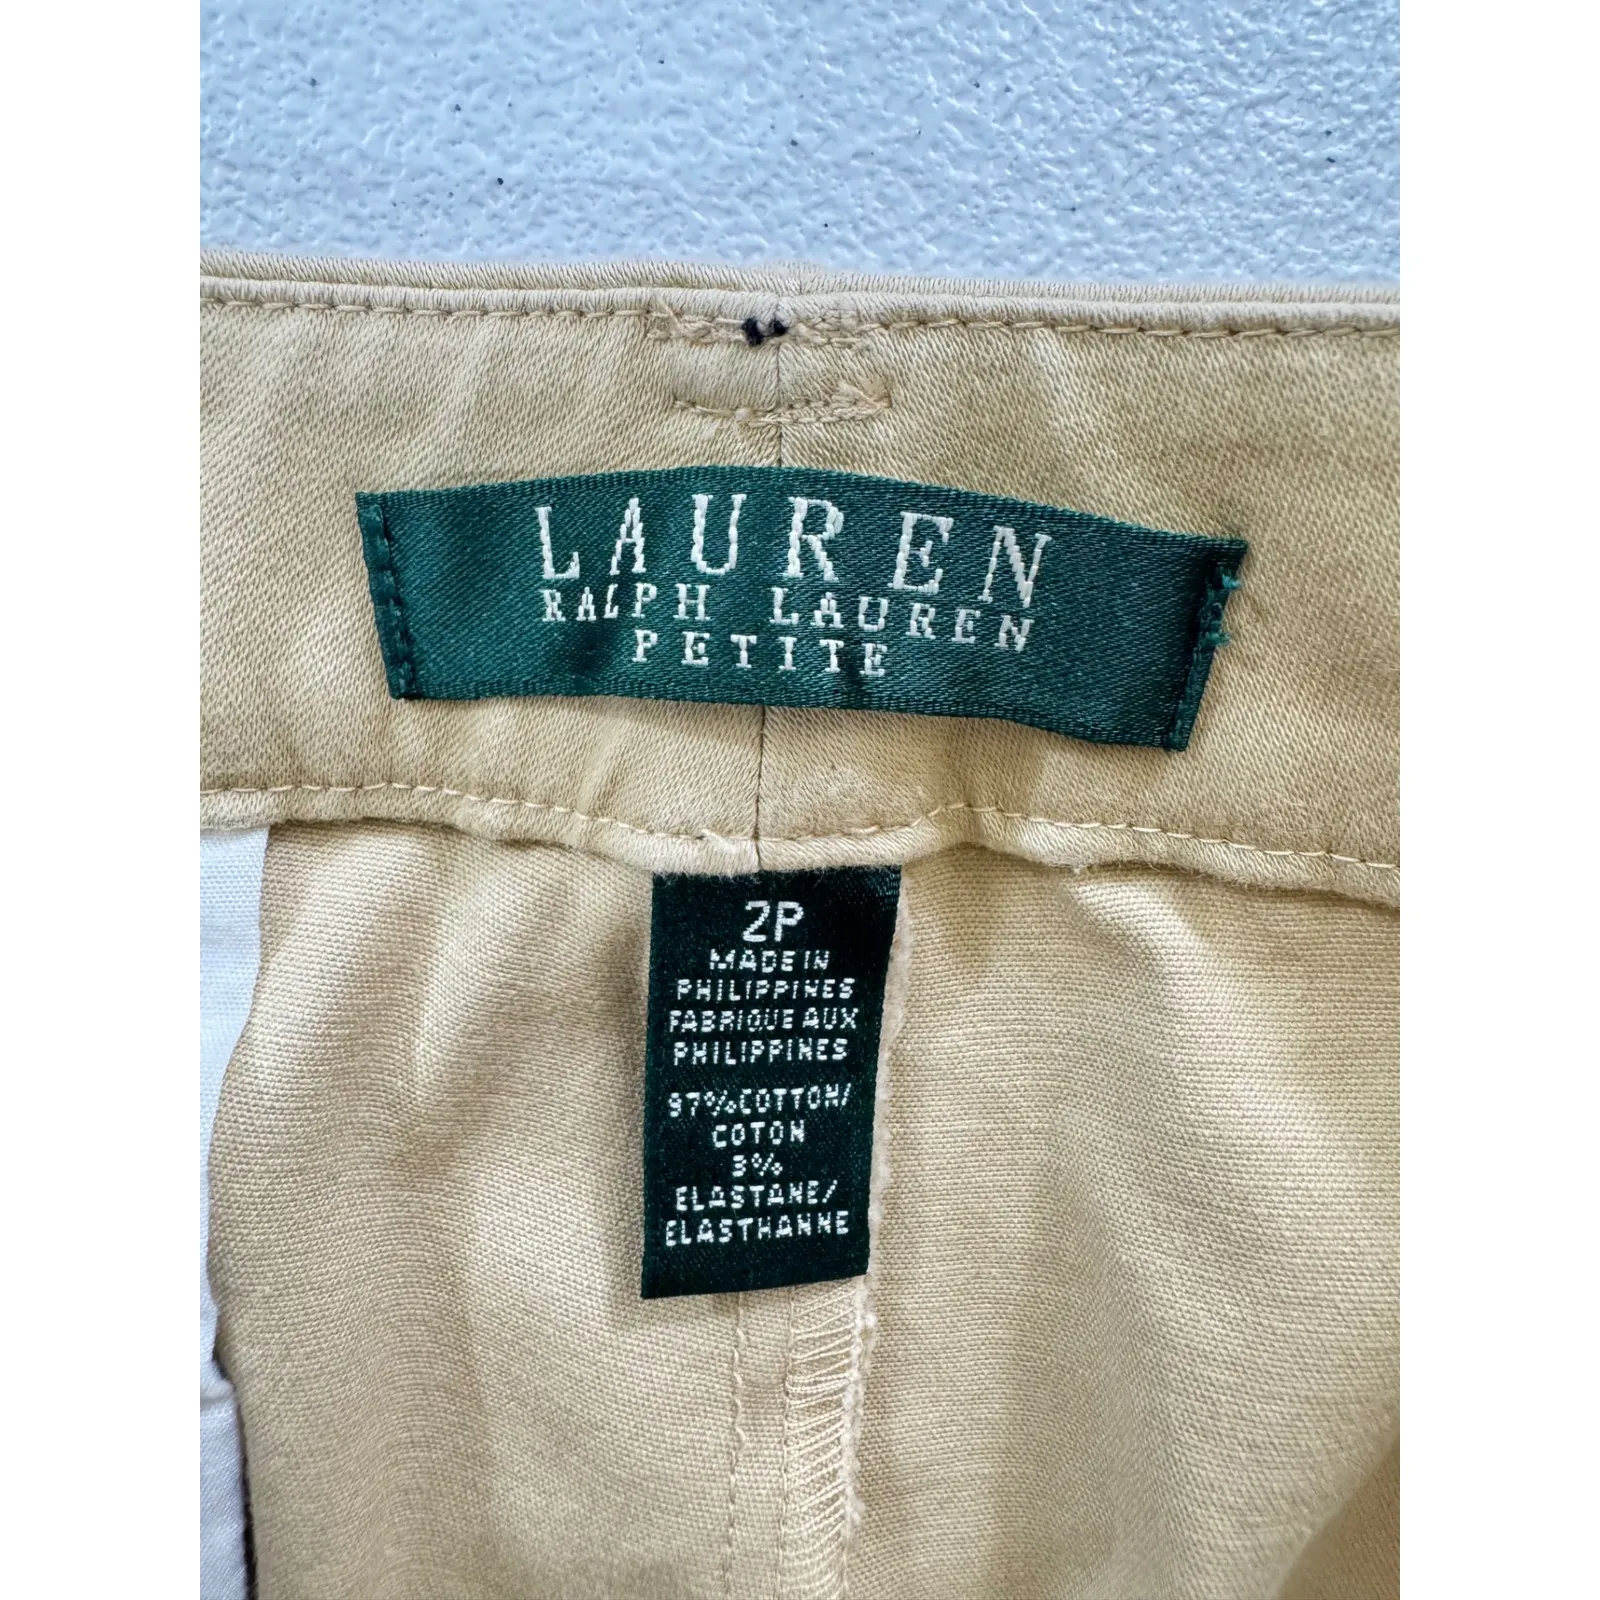 LAUREN
RALPH LAUREN
PETITE
2P
MADE IN
PHILIPPINES
FABRIQUE AUX
PHILIPPINES
97%COTTON/
COTON
3%
ELASTANE/
ELASTHANNE